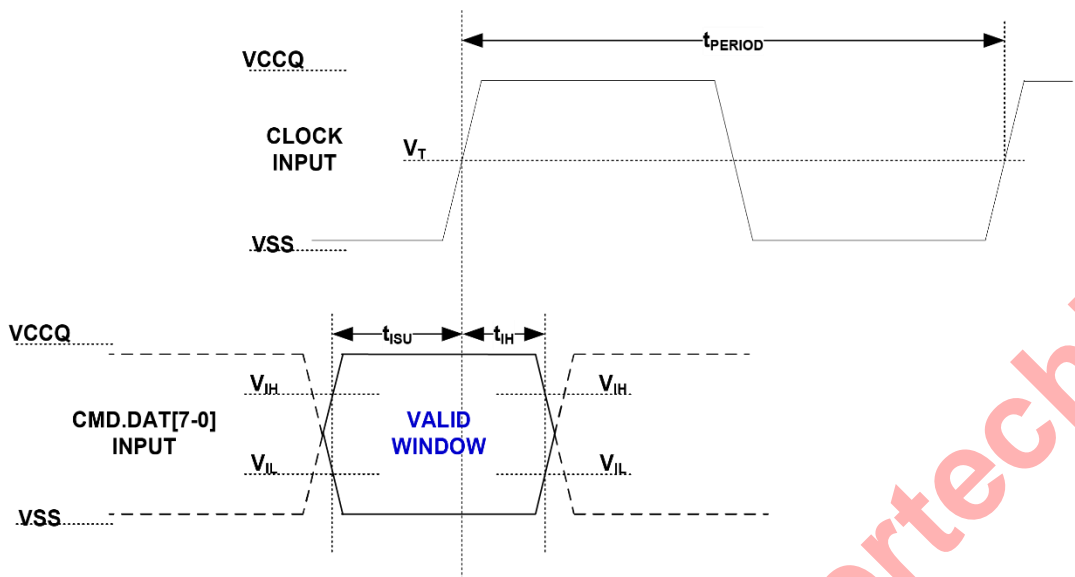 tPERIOD
VCCQ
CLOCK
INPUT
VT
VSS
VCCQ
tISU
tIH
VIH
VIH
CMD.DAT[7-0]
INPUT
VALID
WINDOW
VIL
VIL
VSS
ortech